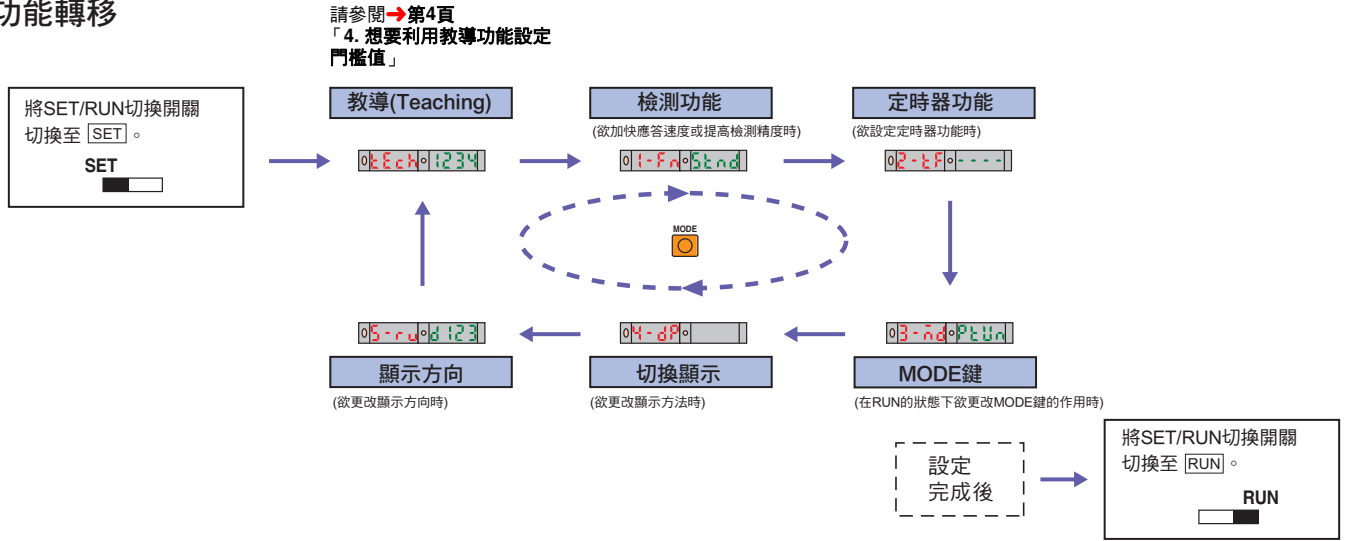 功能轉移
請參閱➜第4頁
「4. 想要利用教導功能設定
門檻值」
將SET/RUN切換開關
切換至 SET 。
SET
教導(Teaching)
檢測功能
(欲加快應答速度或提高檢測精度時)
定時器功能
(欲設定定時器功能時)
tEch 1234
1-Fn Stnd
2-tF ----
MODE
5-ru d123
4-dP
3-md PtUn
顯示方向
(欲更改顯示方向時)
切換顯示
(欲更改顯示方法時)
MODE鍵
(在RUN的狀態下欲更改MODE鍵的作用時)
設定
完成後
將SET/RUN切換開關
切換至 RUN 。
RUN